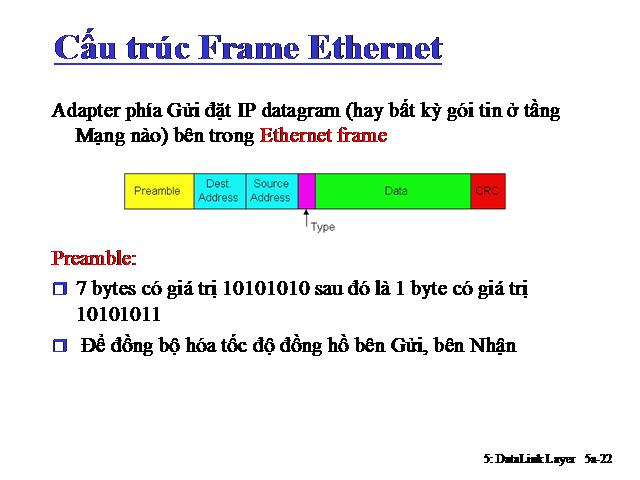 Cấu trúc Frame Ethernet
Adapter phía Gửi đặt IP datagram (hay bất kỳ gói tin ở tầng
Mạng nào) bên trong Ethernet frame
Preamble
Dest.
Address
Source
Address
Data
CRC
Type
Preamble:
7 bytes có giá trị 10101010 sau đó là 1 byte có giá trị
10101011
Để đồng bộ hóa tốc độ đồng hồ bên Gửi, bên Nhận
5: DataLink Layer 5a-22